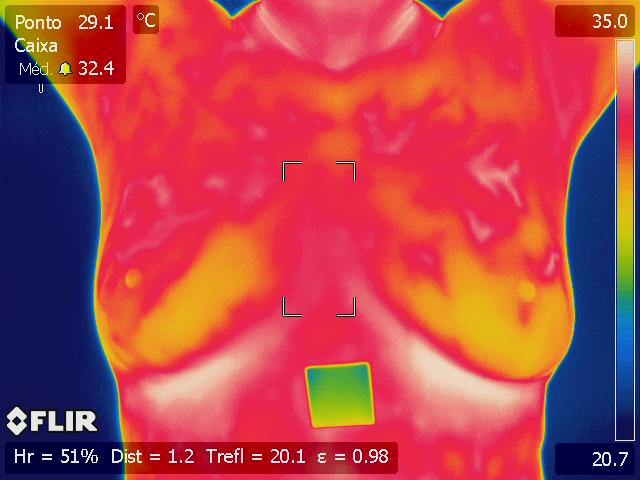 Ponto 29.1 °C
Caixa
Méd. 32.4
35.0
FLIR
Hr = 51% Dist = 1.2 Trefl = 20.1 ε = 0.98
20.7